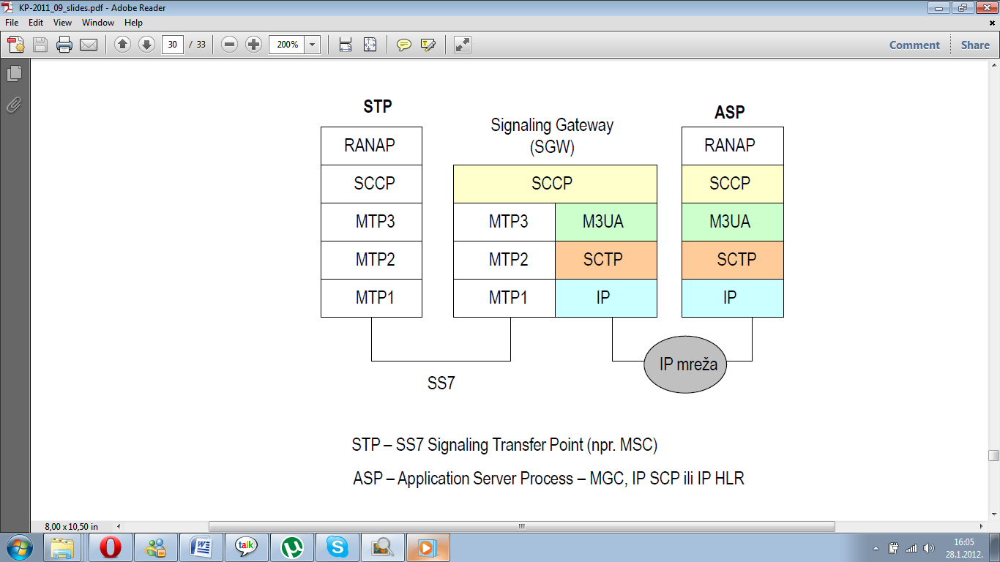 KP-2011_09_slides.pdf - Adobe Reader
File Edit View Window Help
30 / 33 200% Comment Share
STP
Signaling Gateway
(SGW)
ASP
RANAP RANAP
SCCP SCCP SCCP
MTP3 MTP3 M3UA M3UA
MTP2 MTP2 SCTP SCTP
MTP1 MTP1 IP IP
IP mreža
SS7
STP – SS7 Signaling Transfer Point (npr. MSC)
ASP – Application Server Process – MGC, IP SCP ili IP HLR
8,00 x 10,50 in
W talk µ S
16:05
28.1.2012.